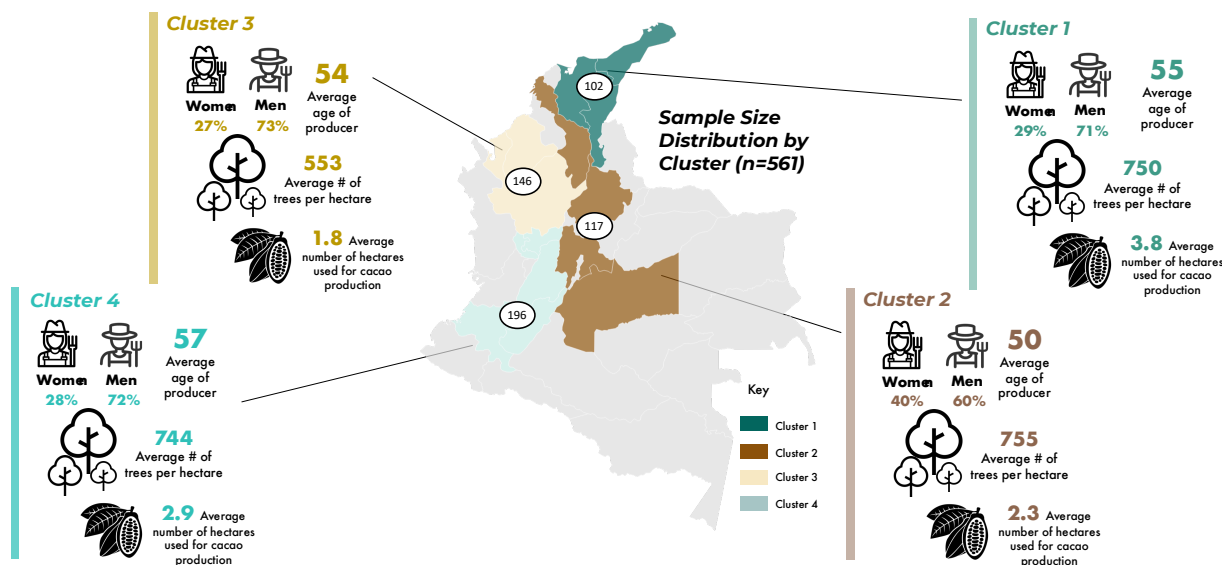 Cluster 3
Women
Men
27%
73%
54
Average
age of
producer
553
Average # of
trees per hectare
1.8 Average
number of hectares
used for cacao
production
Cluster 4
Women
Men
28%
72%
57
Average
age of
producer
744
Average # of
trees per hectare
2.9 Average
number of hectares
used for cacao
production
102
146
117
196
Sample Size
Distribution by
Cluster (n=561)
Key
Cluster 1
Cluster 2
Cluster 3
Cluster 4
Cluster 1
Women
Men
29%
71%
55
Average
age of
producer
750
Average # of
trees per hectare
3.8 Average
number of hectares
used for cacao
production
Cluster 2
Women
Men
40%
60%
50
Average
age of
producer
755
Average # of
trees per hectare
2.3 Average
number of hectares
used for cacao
production